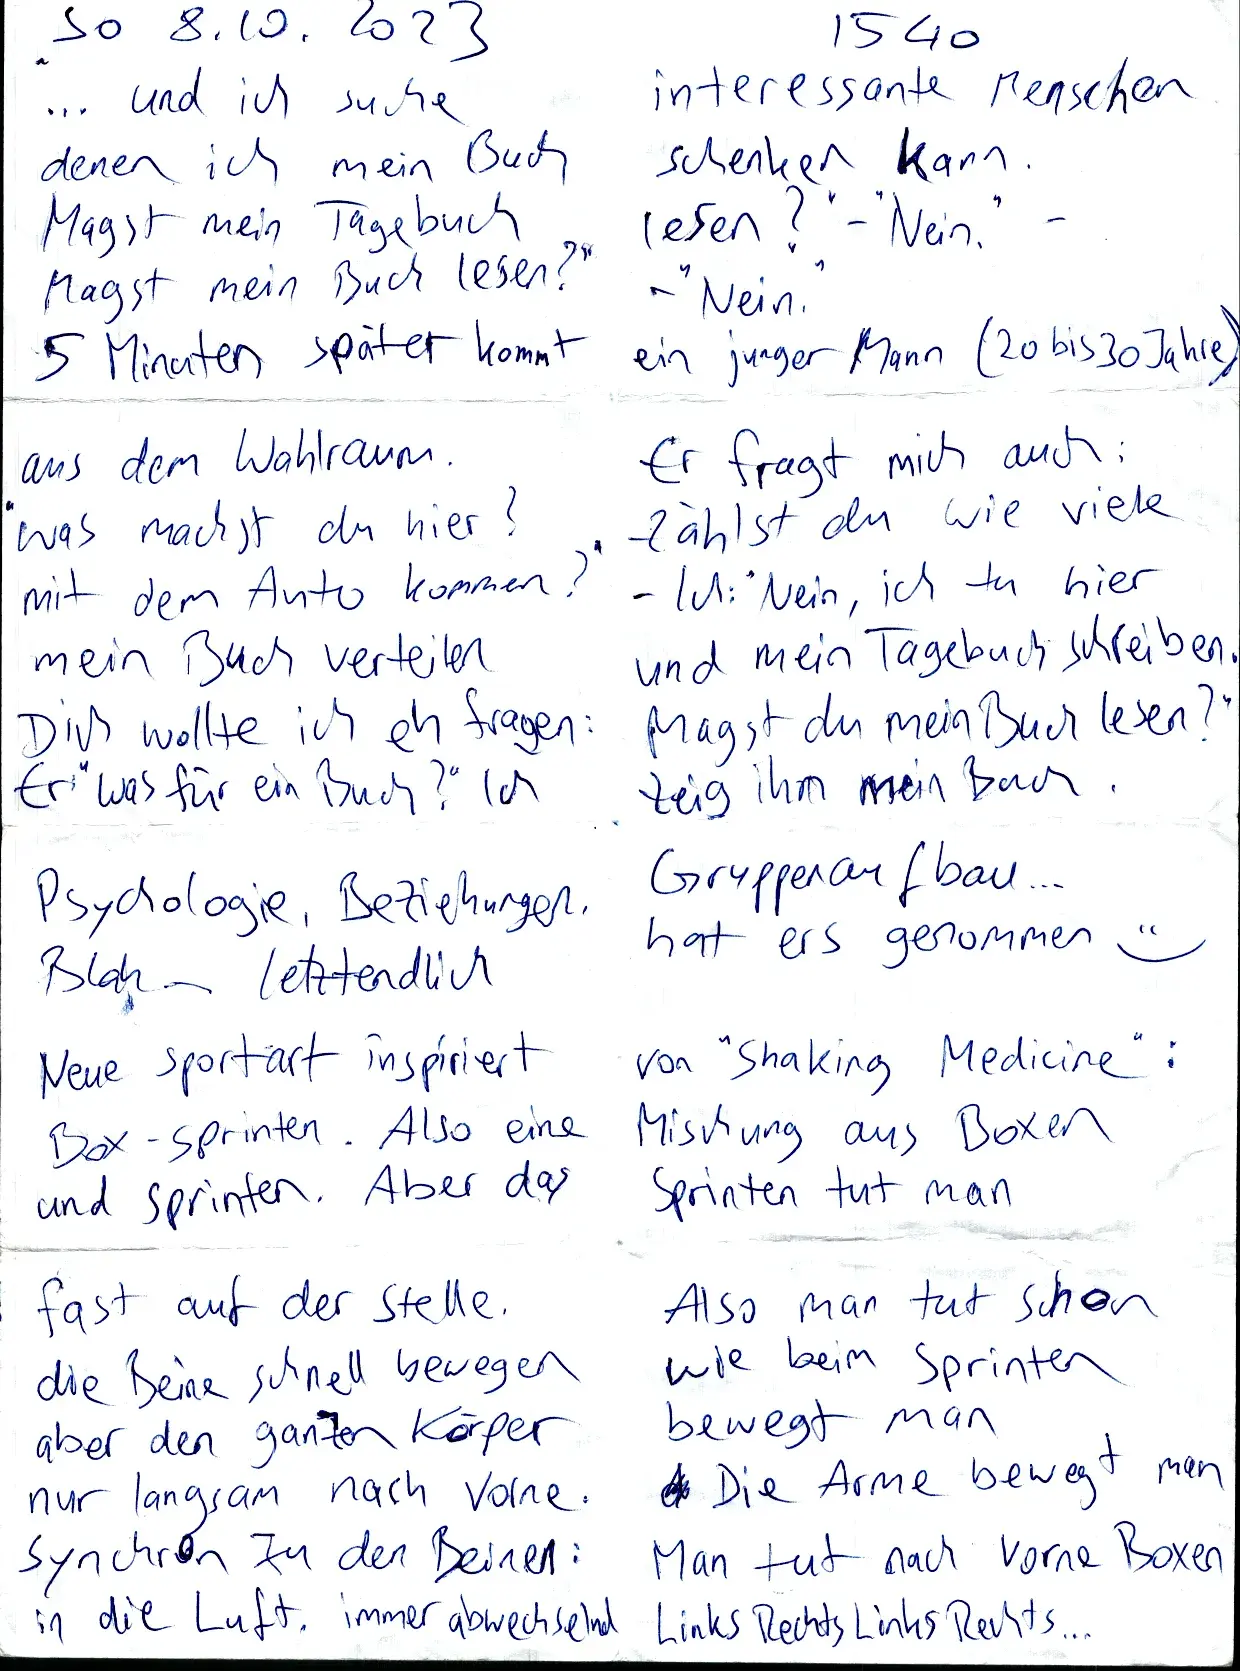 So 8.10.2023 1540
"... und ich suche interessante Menschen
denen ich mein Buch schenken kann.
Magst mein Tagebuch lesen?" - "Nein." -
Magst mein Buch lesen?" - "Nein."
5 Minuten später kommt ein junger Mann (20 bis 30 Jahre)
aus dem Wahlraum. Er fragt mich auch:
"Was machst du hier? Zählst du wie viele
mit dem Auto kommen?" - Ich: "Nein, ich tu hier
mein Buch verteilen und mein Tagebuch schreiben.
Dich wollte ich eh fragen: Magst du mein Buch lesen?"
Er: "Was für ein Buch?" Ich zeig ihm mein Buch.
Psychologie, Beziehungen, Gruppenaufbau...
Blah letztendlich hat ers genommen
Neue sportart inspiriert von "Shaking Medicine":
Box-sprinten. Also eine Mischung aus Boxen
und sprinten. Aber das Sprinten tut man
fast auf der stelle. Also man tut schon
die Beine schnell bewegen wie beim Sprinten
aber den ganzen Körper bewegt man
nur langsam nach Vorne. Die Arme bewegt man
Synchron zu den Beinen: Man tut nach Vorne Boxen
in die Luft. immer abwechselnd Links Rechts Links Rechts...